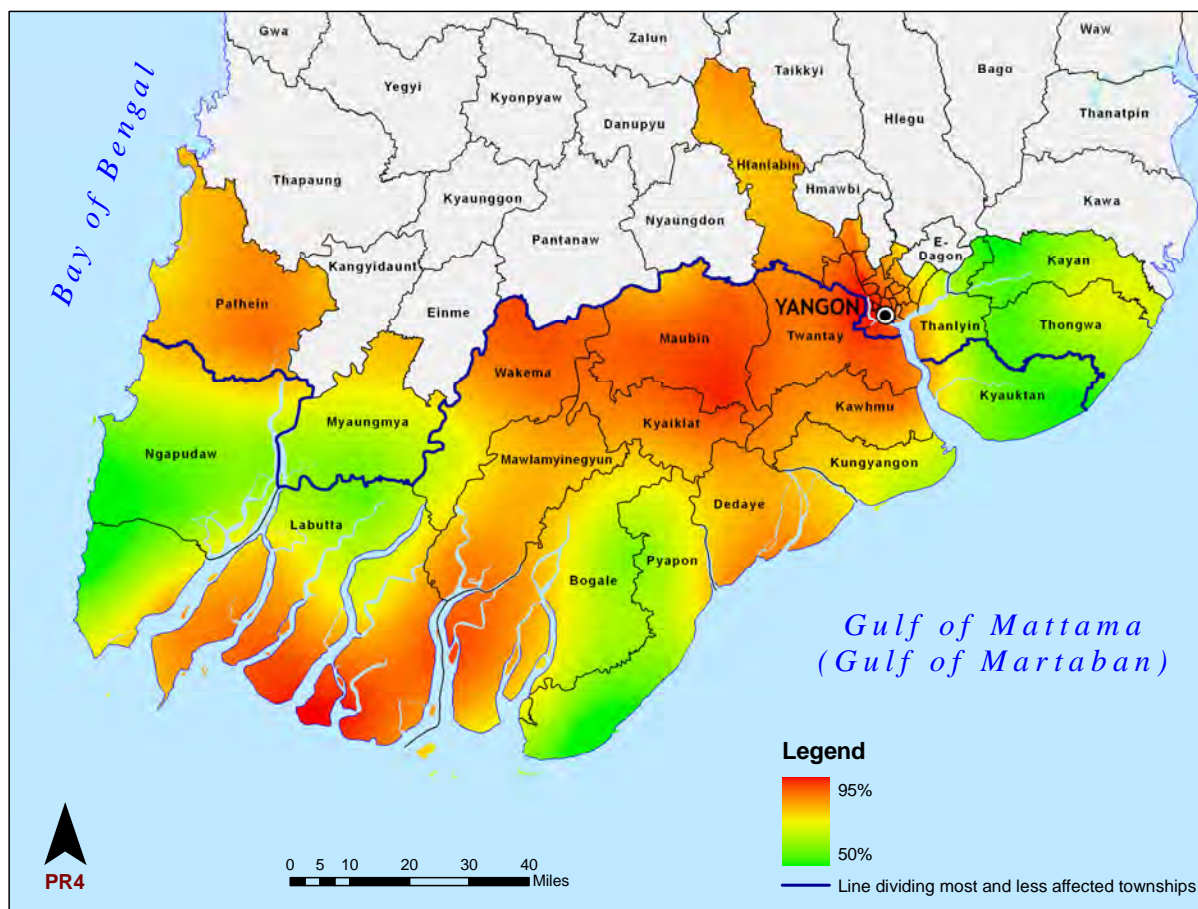 Gwa
Zalun
Waw
Yegyi
Kyonpyaw
Taikkyi
Bago
Danupyu
Hlegu
Thanatpin
Bay of Bengal
Thapaung
Kyaunggon
Htantabin
Hmawbi
Nyaungdon
Kawa
Pantanaw
E-
Dagon
Kangyidaunt
Kayan
Pathein
Einme
YANGON
Thanlyin
Thongwa
Maubin
Twantay
Wakema
Kyauktan
Myaungmya
Kyaiklat
Kawhmu
Ngapudaw
Mawlamyinegyun
Kungyangon
Labutta
Dedaye
Bogale
Pyapon
Gulf of Mattama
(Gulf of Martaban)
Legend
95%
50%
Line dividing most and less affected townships
PR4
0 5 10 20 30 40
Miles